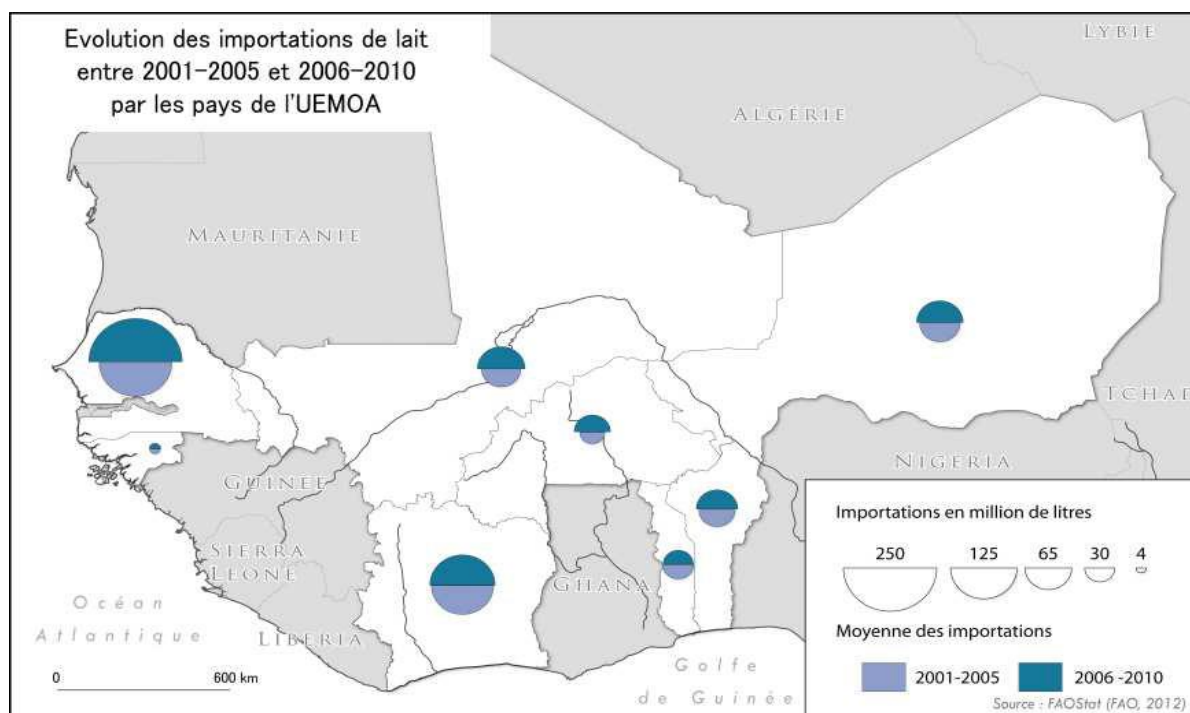 Evolution des importations de lait
entre 2001-2005 et 2006-2010
par les pays de l'UEMOA
LYBIE
ALGÉRIE
MAURITANIE
TCHAD
NIGERIA
GUINÉE
SIERRA
LEONE
GHANA
LIBERIA
Océan
Atlantique
Golfe
de Guinée
0 600 km
Importations en million de litres
250 125 65 30 4
Moyenne des importations
2001-2005 2006-2010
Source : FAOStat (FAO, 2012)